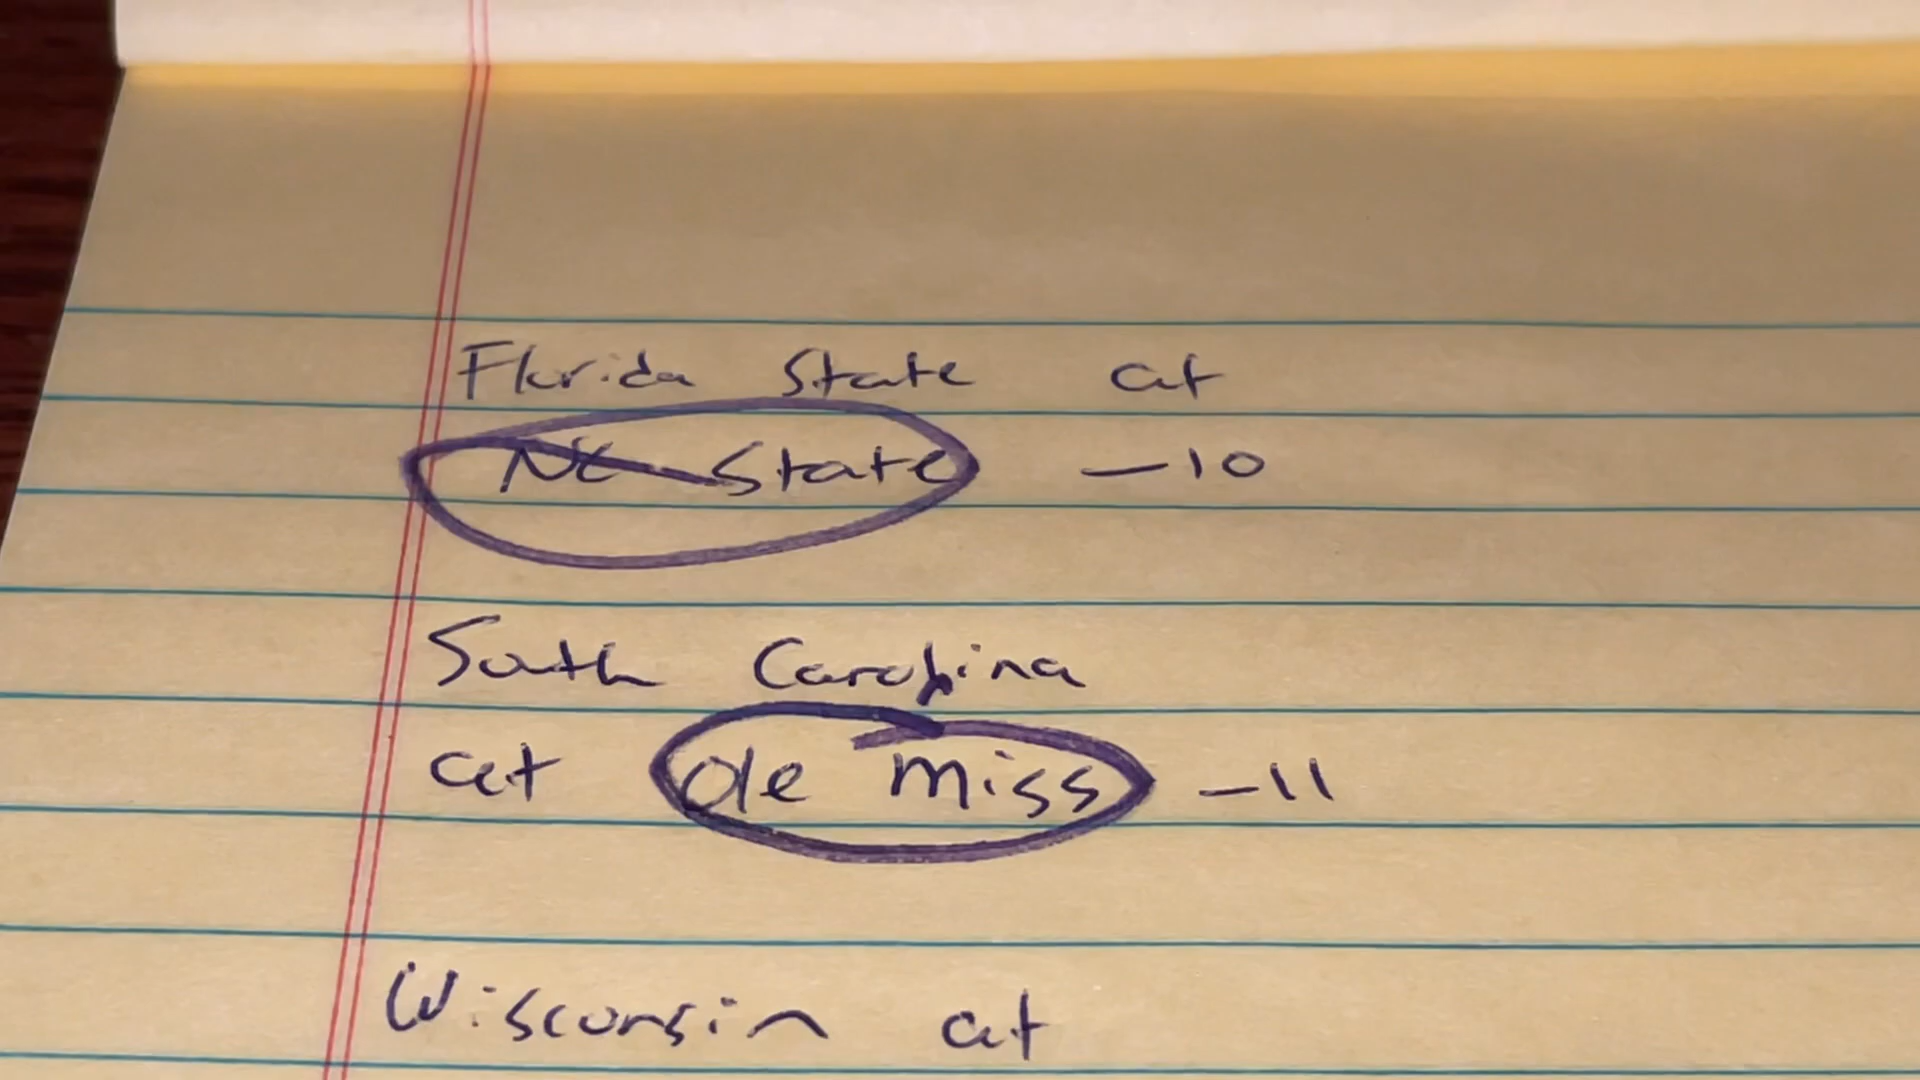 Florida State at
NC State -10
South Carolina
at Ole Miss -11
Wisconsin at